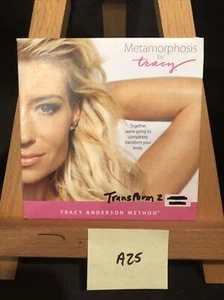 Metamorphosis
by
tracy
Together
we're going to
completely
transform your
body.
Transform 2
TRACY ANDERSON METHOD
A25